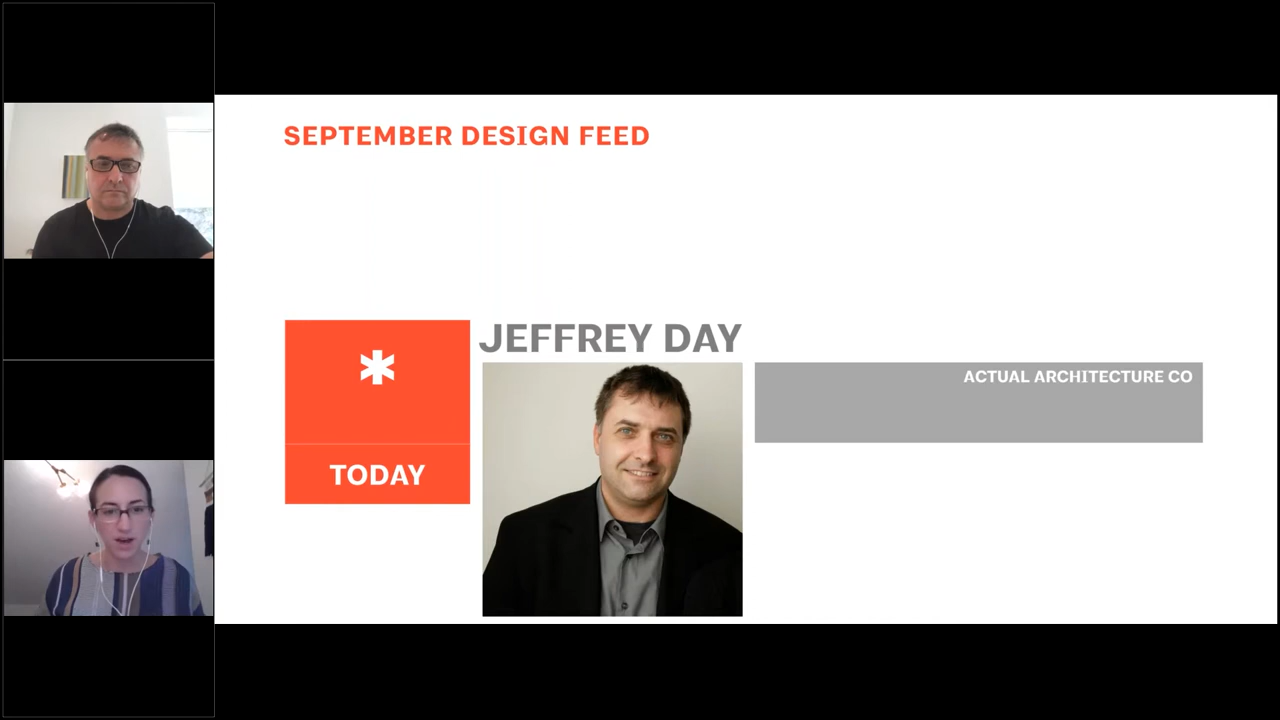 SEPTEMBER DESIGN FEED
*
TODAY
JEFFREY DAY
ACTUAL ARCHITECTURE CO